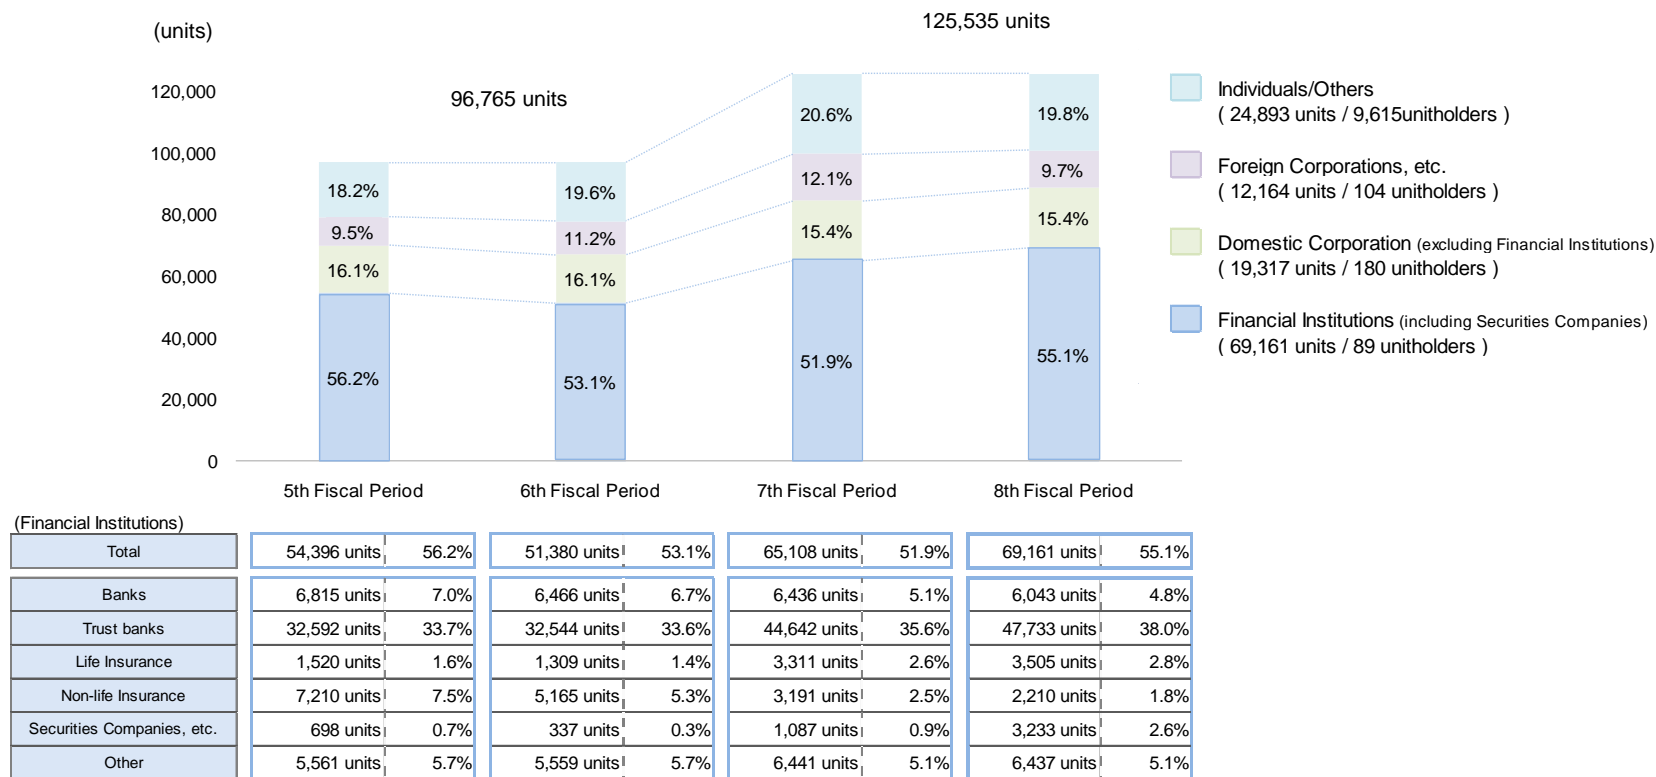 125,535 units
(units)
96,765 units
120,000
100,000
80,000
60,000
40,000
20,000
0
18.2%
9.5%
16.1%
56.2%
19.6%
11.2%
16.1%
53.1%
20.6%
12.1%
15.4%
51.9%
19.8%
9.7%
15.4%
55.1%
5th Fiscal Period 6th Fiscal Period 7th Fiscal Period 8th Fiscal Period
Individuals/Others
( 24,893 units / 9,615unitholders )
Foreign Corporations, etc.
( 12,164 units / 104 unitholders )
Domestic Corporation (excluding Financial Institutions)
( 19,317 units / 180 unitholders )
Financial Institutions (including Securities Companies)
( 69,161 units / 89 unitholders )
(Financial Institutions)
Total 54,396 units 56.2% 51,380 units 53.1% 65,108 units 51.9% 69,161 units 55.1%
Banks 6,815 units 7.0% 6,466 units 6.7% 6,436 units 5.1% 6,043 units 4.8%
Trust banks 32,592 units 33.7% 32,544 units 33.6% 44,642 units 35.6% 47,733 units 38.0%
Life Insurance 1,520 units 1.6% 1,309 units 1.4% 3,311 units 2.6% 3,505 units 2.8%
Non-life Insurance 7,210 units 7.5% 5,165 units 5.3% 3,191 units 2.5% 2,210 units 1.8%
Securities Companies, etc. 698 units 0.7% 337 units 0.3% 1,087 units 0.9% 3,233 units 2.6%
Other 5,561 units 5.7% 5,559 units 5.7% 6,441 units 5.1% 6,437 units 5.1%